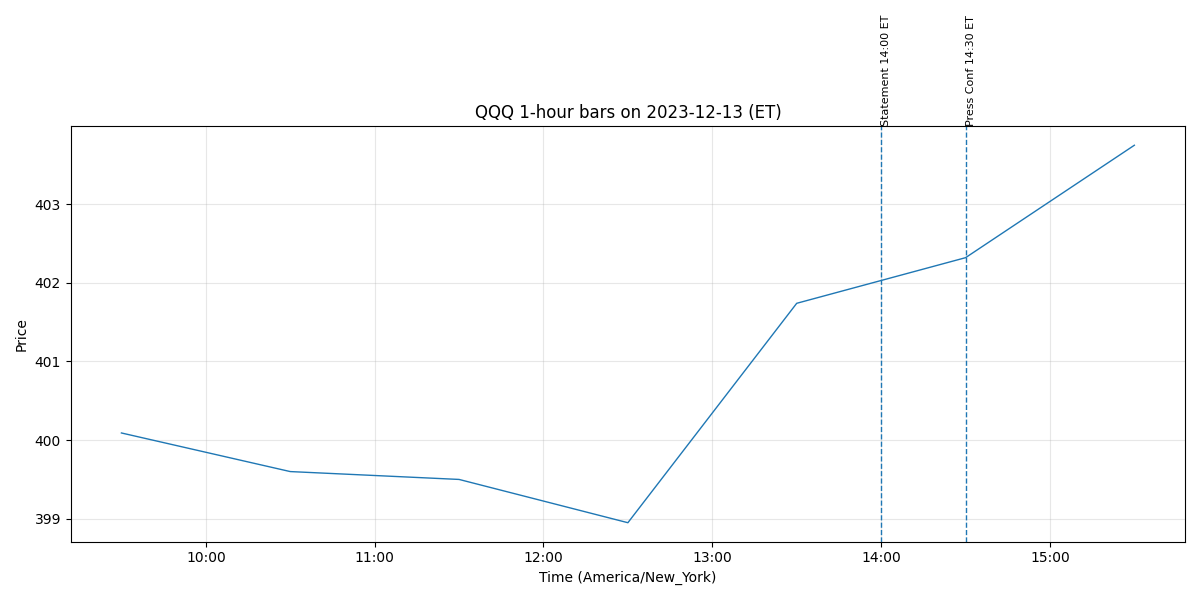 Statement 14:00 ET
Press Conf 14:30 ET
QQQ 1-hour bars on 2023-12-13 (ET)
Price
403
402
401
400
399
10:00
11:00
12:00
13:00
14:00
15:00
Time (America/New_York)